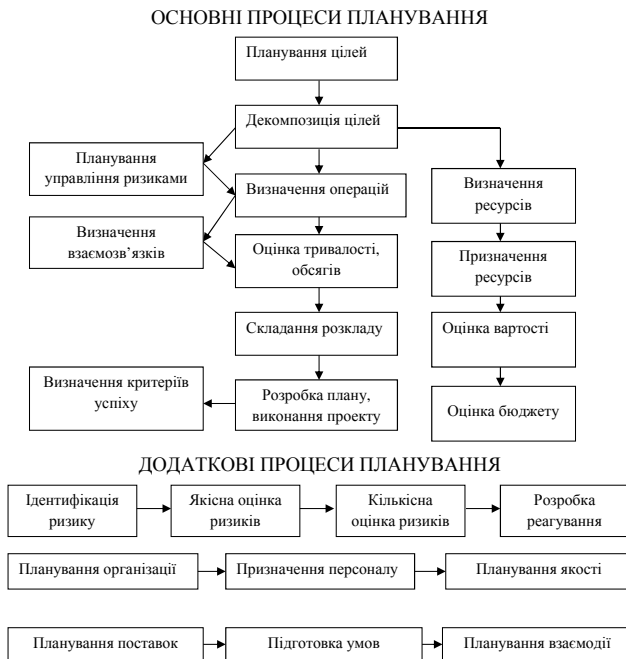 ОСНОВНІ ПРОЦЕСИ ПЛАНУВАННЯ
Планування цілей
Декомпозиція цілей
Планування
управління ризиками
Визначення операцій
Визначення
ресурсів
Визначення
взаємозв’язків
Оцінка тривалості,
обсягів
Призначення
ресурсів
Складання розкладу
Оцінка вартості
Визначення критеріїв
успіху
Розробка плану,
виконання проекту
Оцінка бюджету
ДОДАТКОВІ ПРОЦЕСИ ПЛАНУВАННЯ
Ідентифікація
ризику
Якісна оцінка
ризиків
Кількісна
оцінка ризиків
Розробка
реагування
Планування організації
Призначення персоналу
Планування якості
Планування поставок
Підготовка умов
Планування взаємодії